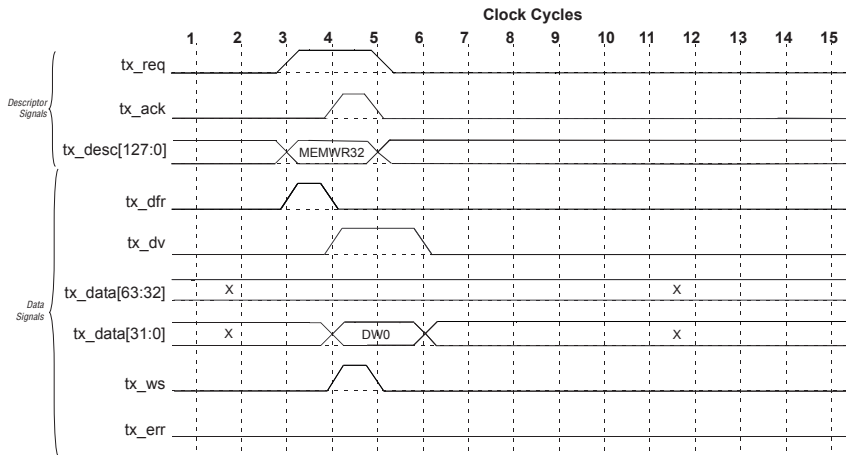 Clock Cycles
1 2 3 4 5 6 7 8 9 10 11 12 13 14 15
Descriptor
Signals
tx_req
tx_ack
tx_desc[127:0] MEMWR32
Data
Signals
tx_dfr
tx_dv
tx_data[63:32] X X
tx_data[31:0] X DW0 X
tx_ws
tx_err